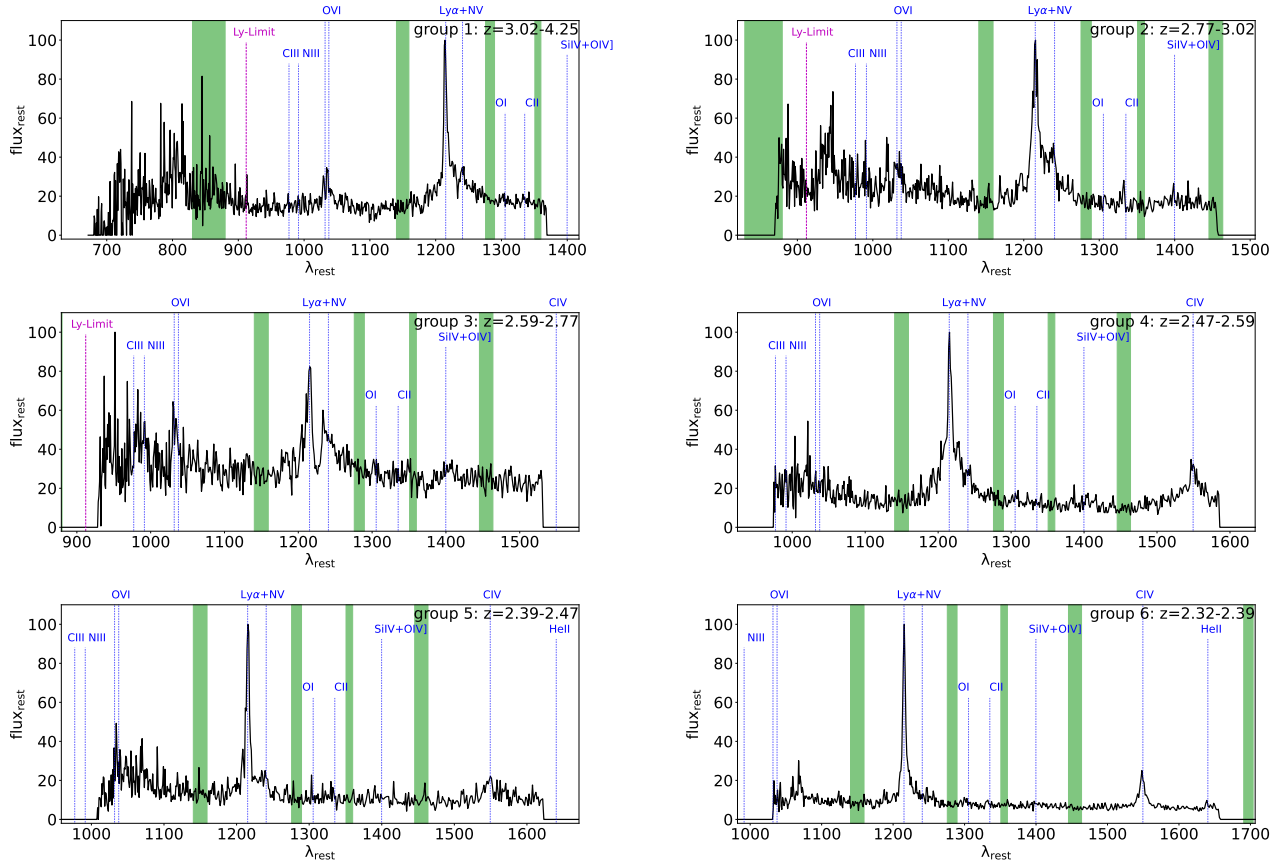 OVI Lyα+NV
group 1: z=3.02-4.25
Ly-Limit
SiIV+OIV]
CIII NIII
OI CII
100
80
60
40
20
0
flux_rest
700 800 900 1000 1100 1200 1300 1400
λ_rest
OVI Lyα+NV
group 2: z=2.77-3.02
Ly-Limit
SiIV+OIV]
CIII NIII
OI CII
100
80
60
40
20
0
flux_rest
900 1000 1100 1200 1300 1400 1500
λ_rest
OVI Lyα+NV CIV
group 3: z=2.59-2.77
Ly-Limit
SiIV+OIV]
CIII NIII
OI CII
100
80
60
40
20
0
flux_rest
900 1000 1100 1200 1300 1400 1500
λ_rest
OVI Lyα+NV CIV
group 4: z=2.47-2.59
SiIV+OIV]
CIII NIII
OI CII
100
80
60
40
20
0
flux_rest
1000 1100 1200 1300 1400 1500 1600
λ_rest
OVI Lyα+NV CIV
group 5: z=2.39-2.47
SiIV+OIV] HeII
CIII NIII
OI CII
100
80
60
40
20
0
flux_rest
1000 1100 1200 1300 1400 1500 1600
λ_rest
OVI Lyα+NV CIV
group 6: z=2.32-2.39
SiIV+OIV] HeII
NIII
OI CII
100
80
60
40
20
0
flux_rest
1000 1100 1200 1300 1400 1500 1600 1700
λ_rest